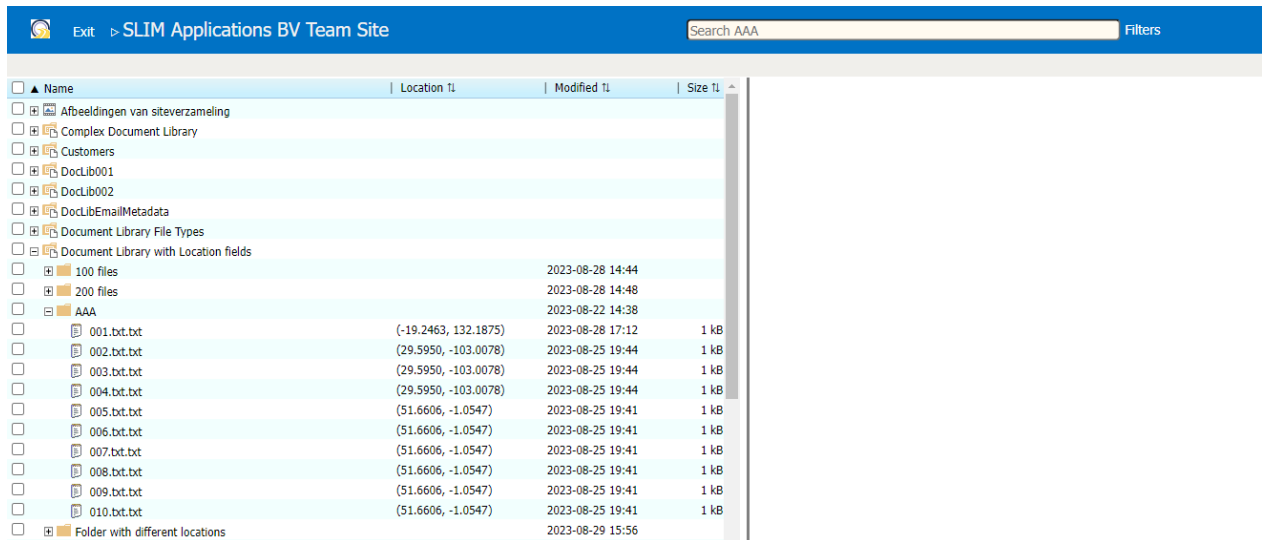 Exit ▹ SLIM Applications BV Team Site Search AAA Filters
▲ Name | Location ⇅ | Modified ⇅ | Size ⇅
Afbeeldingen van siteverzameling
Complex Document Library
Customers
DocLib001
DocLib002
DocLibEmailMetadata
Document Library File Types
Document Library with Location fields
100 files 2023-08-28 14:44
200 files 2023-08-28 14:48
AAA 2023-08-22 14:38
001.txt.txt (-19.2463, 132.1875) 2023-08-28 17:12 1 kB
002.txt.txt (29.5950, -103.0078) 2023-08-25 19:44 1 kB
003.txt.txt (29.5950, -103.0078) 2023-08-25 19:44 1 kB
004.txt.txt (29.5950, -103.0078) 2023-08-25 19:44 1 kB
005.txt.txt (51.6606, -1.0547) 2023-08-25 19:41 1 kB
006.txt.txt (51.6606, -1.0547) 2023-08-25 19:41 1 kB
007.txt.txt (51.6606, -1.0547) 2023-08-25 19:41 1 kB
008.txt.txt (51.6606, -1.0547) 2023-08-25 19:41 1 kB
009.txt.txt (51.6606, -1.0547) 2023-08-25 19:41 1 kB
010.txt.txt (51.6606, -1.0547) 2023-08-25 19:41 1 kB
Folder with different locations 2023-08-29 15:56